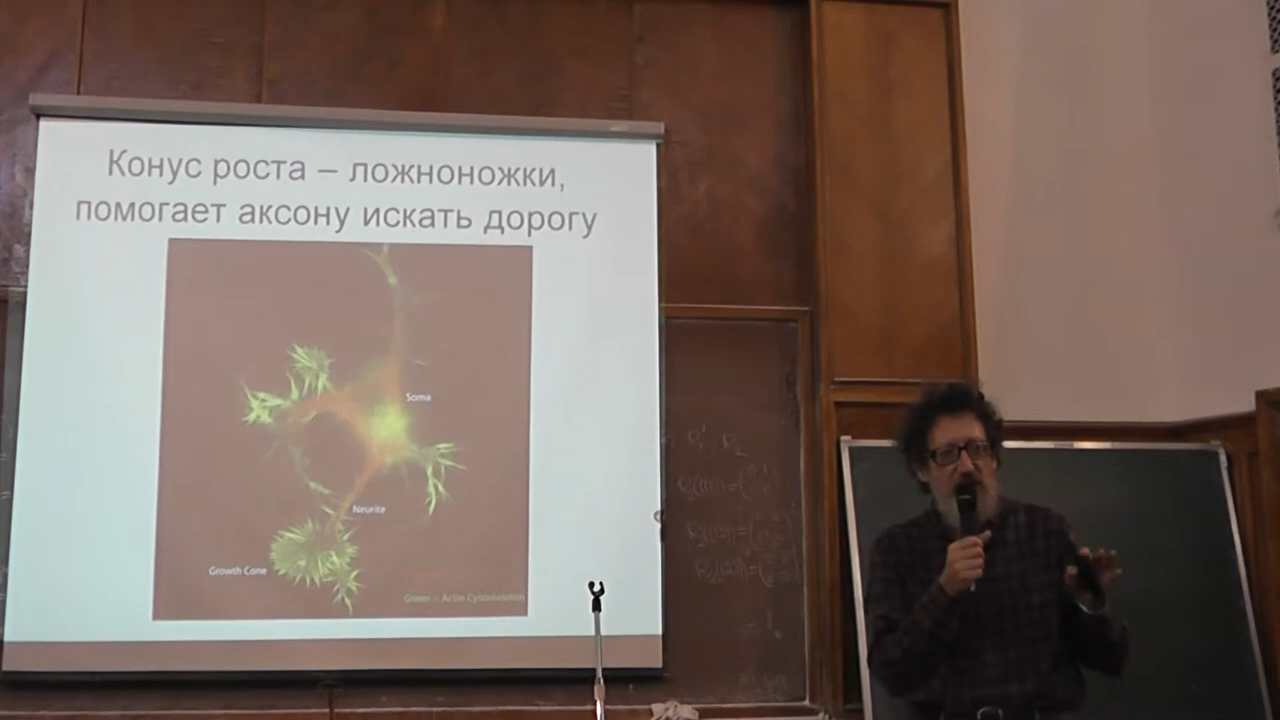 Конус роста – ложноножки,
помогает аксону искать дорогу
Soma
Neurite
Growth Cone
Green – Actin Cytoskeleton